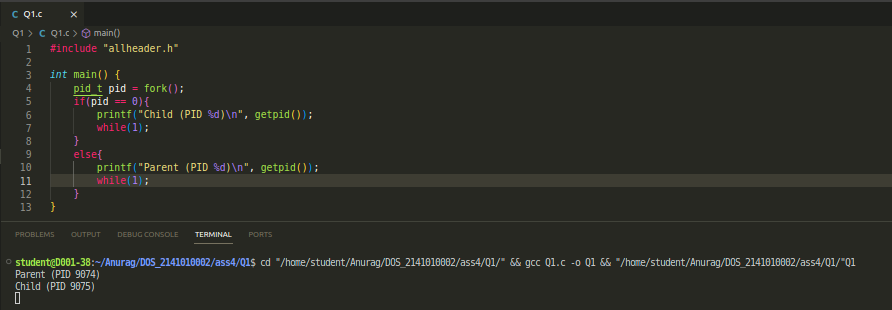 C Q1.c ×
Q1 > C Q1.c > main()
1 #include "allheader.h"
2
3 int main() {
4 pid_t pid = fork();
5 if(pid == 0){
6 printf("Child (PID %d)\n", getpid());
7 while(1);
8 }
9 else{
10 printf("Parent (PID %d)\n", getpid());
11 while(1);
12 }
13 }
PROBLEMS OUTPUT DEBUG CONSOLE TERMINAL PORTS
student@D001-38:~/Anurag/DOS_2141010002/ass4/Q1$ cd "/home/student/Anurag/DOS_2141010002/ass4/Q1/" && gcc Q1.c -o Q1 && "/home/student/Anurag/DOS_2141010002/ass4/Q1/"Q1
Parent (PID 9074)
Child (PID 9075)